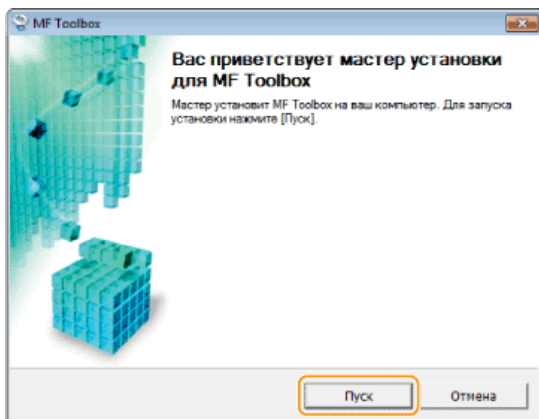 MF Toolbox
Вас приветствует мастер установки
для MF Toolbox
Мастер установит MF Toolbox на ваш компьютер. Для запуска
установки нажмите [Пуск].
Пуск
Отмена